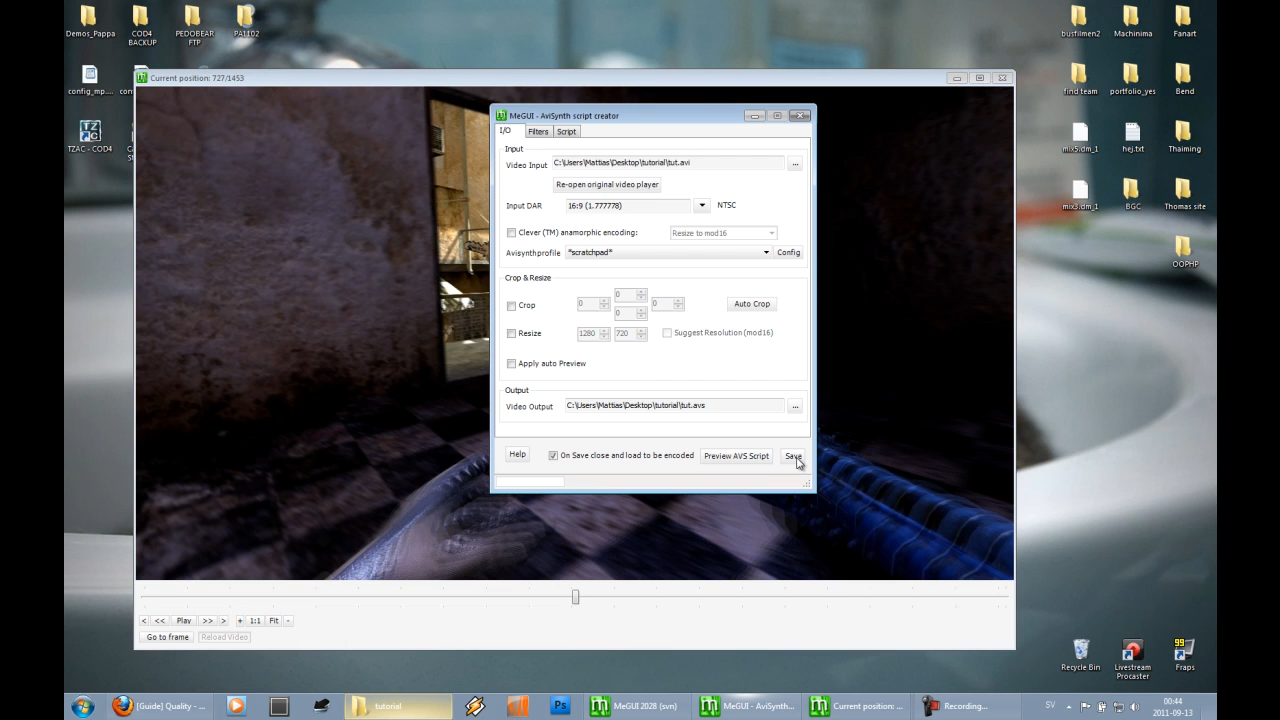 Demos_Pappa
COD4 BACKUP
PEDOBEAR FTP
PA1102
busfilmen2
Machinima
Fanart
config_mp....
find team
portfolio_yes
Bend
TZAC - COD4
mix5.dm_1
hej.txt
Thaiming
mix3.dm_1
BGC
Thomas site
OOPHP
Current position: 727/1453
MeGUI - AviSynth script creator
I/O
Filters
Script
Input
Video Input
C:\Users\Mattias\Desktop\tutorial\tut.avi
...
Re-open original video player
Input DAR
16:9 (1.777778)
NTSC
Clever (TM) anamorphic encoding:
Resize to mod16
Avisynthprofile
*scratchpad*
Config
Crop & Resize
Crop
0
0
0
0
Auto Crop
Resize
1280
720
Suggest Resolution (mod16)
Apply auto Preview
Output
Video Output
C:\Users\Mattias\Desktop\tutorial\tut.avs
...
Help
On Save close and load to be encoded
Preview AVS Script
Save
< << Play >> > + 1:1 Fit -
Go to frame
Reload Video
Recycle Bin
Livestream Procaster
99
Fraps
[Guide] Quality - ...
tutorial
Ps
MeGUI 2028 (svn)
MeGUI - AviSynth...
Current position: ...
Recording...
SV
00:44
2011-09-13